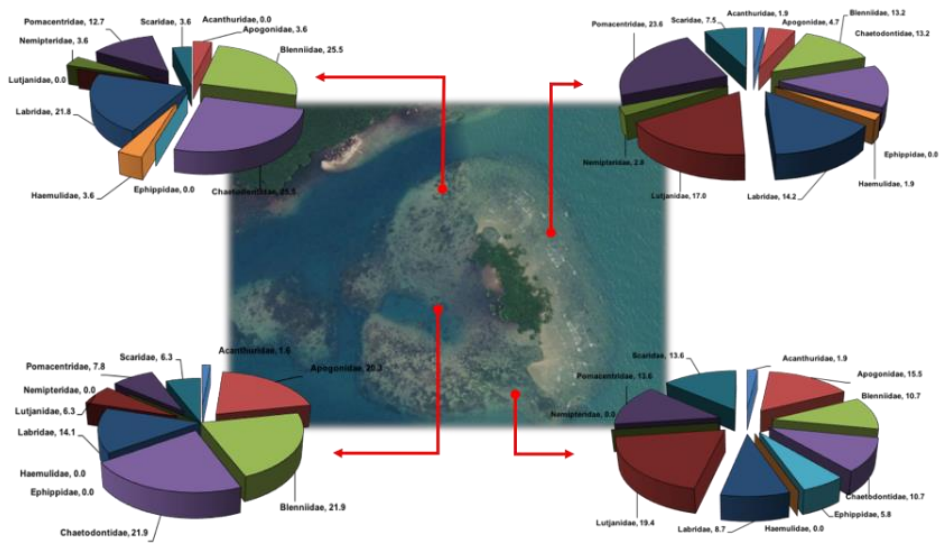 Pomacentridae, 12.7
Scaridae, 3.6
Acanthuridae, 0.0
Apogonidae, 3.6
Blenniidae, 25.5
Chaetodontidae, 25.5
Ephippidae, 0.0
Haemulidae, 3.6
Labridae, 21.8
Lutjanidae, 0.0
Nemipteridae, 3.6
Pomacentridae, 23.6
Scaridae, 7.5
Acanthuridae, 1.9
Apogonidae, 4.7
Blenniidae, 13.2
Chaetodontidae, 13.2
Ephippidae, 0.0
Haemulidae, 1.9
Labridae, 14.2
Lutjanidae, 17.0
Nemipteridae,
Pomacentridae, 7.8
Scaridae, 6.3
Acanthuridae, 1.6
Apogonidae, 20.3
Blenniidae, 21.9
Chaetodontidae, 21.9
Ephippidae, 0.0
Haemulidae, 0.0
Labridae, 14.1
Lutjanidae, 6.3
Nemipteridae, 0.0
Pomacentridae, 13.6
Scaridae, 13.6
Acanthuridae, 1.9
Apogonidae, 15.5
Blenniidae, 10.7
Chaetodontidae, 10.7
Ephippidae, 5.8
Haemulidae, 0.0
Labridae, 8.7
Lutjanidae, 19.4
Nemipteridae, 0.0